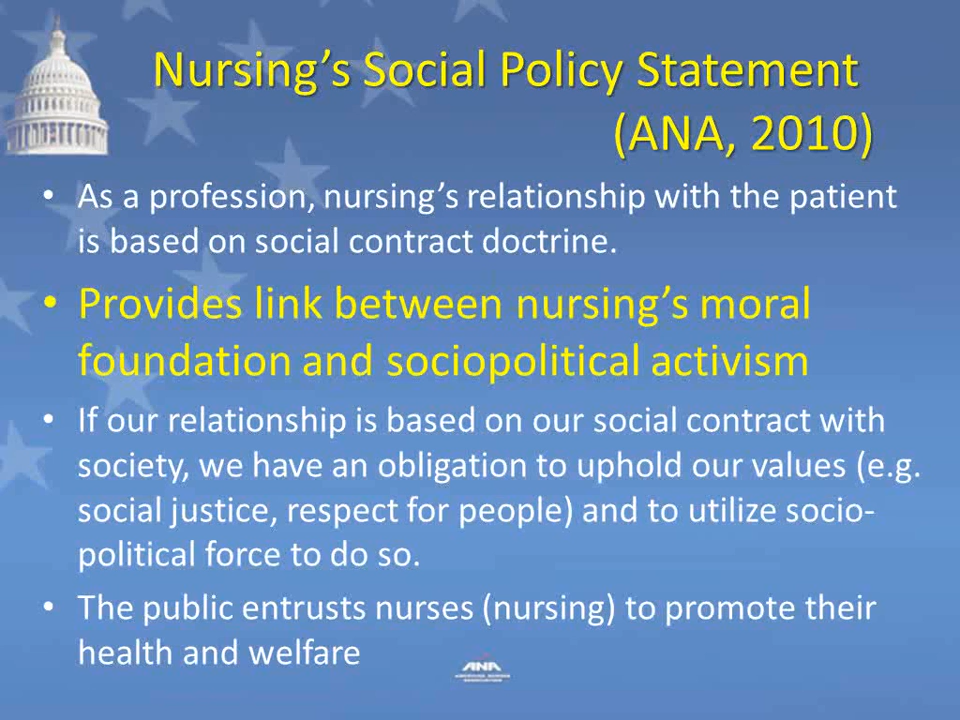 Nursing’s Social Policy Statement
(ANA, 2010)
• As a profession, nursing’s relationship with the patient
is based on social contract doctrine.
• Provides link between nursing’s moral
foundation and sociopolitical activism
• If our relationship is based on our social contract with
society, we have an obligation to uphold our values (e.g.
social justice, respect for people) and to utilize socio-
political force to do so.
• The public entrusts nurses (nursing) to promote their
health and welfare
ANA
AMERICAN NURSES
ASSOCIATION